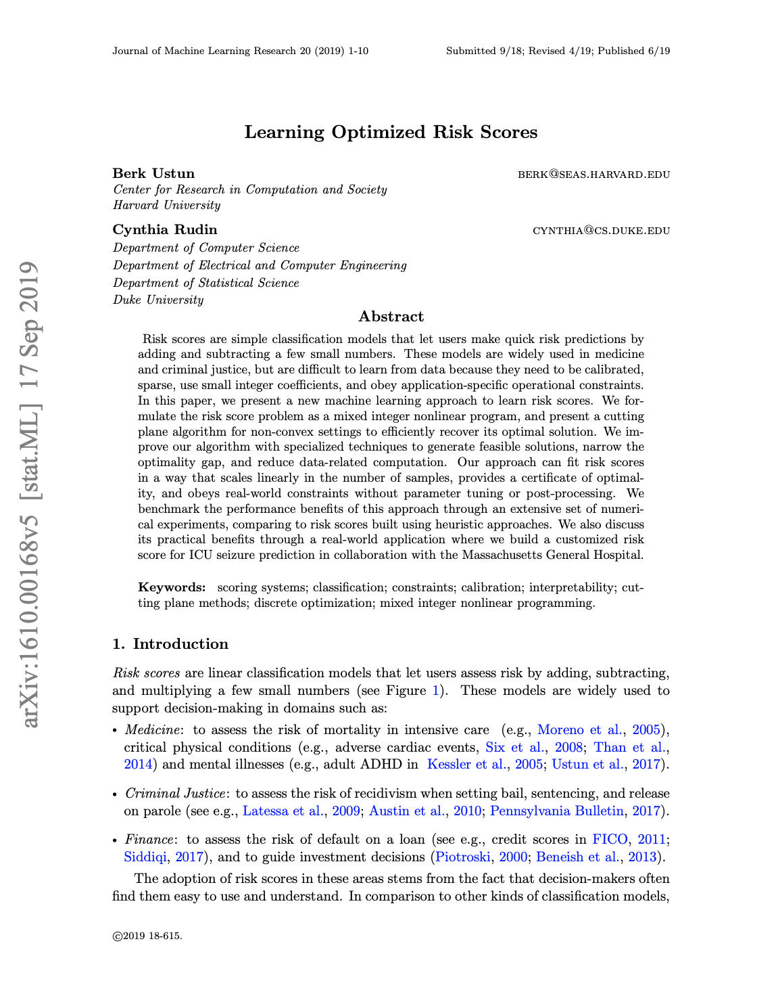 Journal of Machine Learning Research 20 (2019) 1-10
Submitted 9/18; Revised 4/19; Published 6/19
Learning Optimized Risk Scores
Berk Ustun
BERK@SEAS.HARVARD.EDU
Center for Research in Computation and Society
Harvard University
Cynthia Rudin
CYNTHIA@CS.DUKE.EDU
Department of Computer Science
Department of Electrical and Computer Engineering
Department of Statistical Science
Duke University
Abstract
Risk scores are simple classification models that let users make quick risk predictions by
adding and subtracting a few small numbers. These models are widely used in medicine
and criminal justice, but are difficult to learn from data because they need to be calibrated,
sparse, use small integer coefficients, and obey application-specific operational constraints.
In this paper, we present a new machine learning approach to learn risk scores. We for-
mulate the risk score problem as a mixed integer nonlinear program, and present a cutting
plane algorithm for non-convex settings to efficiently recover its optimal solution. We im-
prove our algorithm with specialized techniques to generate feasible solutions, narrow the
optimality gap, and reduce data-related computation. Our approach can fit risk scores
in a way that scales linearly in the number of samples, provides a certificate of optimal-
ity, and obeys real-world constraints without parameter tuning or post-processing. We
benchmark the performance benefits of this approach through an extensive set of numeri-
cal experiments, comparing to risk scores built using heuristic approaches. We also discuss
its practical benefits through a real-world application where we build a customized risk
score for ICU seizure prediction in collaboration with the Massachusetts General Hospital.
Keywords: scoring systems; classification; constraints; calibration; interpretability; cut-
ting plane methods; discrete optimization; mixed integer nonlinear programming.
1. Introduction
Risk scores are linear classification models that let users assess risk by adding, subtracting,
and multiplying a few small numbers (see Figure 1). These models are widely used to
support decision-making in domains such as:
• Medicine: to assess the risk of mortality in intensive care (e.g., Moreno et al., 2005),
critical physical conditions (e.g., adverse cardiac events, Six et al., 2008; Than et al.,
2014) and mental illnesses (e.g., adult ADHD in Kessler et al., 2005; Ustun et al., 2017).
• Criminal Justice: to assess the risk of recidivism when setting bail, sentencing, and release
on parole (see e.g., Latessa et al., 2009; Austin et al., 2010; Pennsylvania Bulletin, 2017).
• Finance: to assess the risk of default on a loan (see e.g., credit scores in FICO, 2011;
Siddiqi, 2017), and to guide investment decisions (Piotroski, 2000; Beneish et al., 2013).
The adoption of risk scores in these areas stems from the fact that decision-makers often
find them easy to use and understand. In comparison to other kinds of classification models,
©2019 18-615.
arXiv:1610.00168v5 [stat.ML] 17 Sep 2019